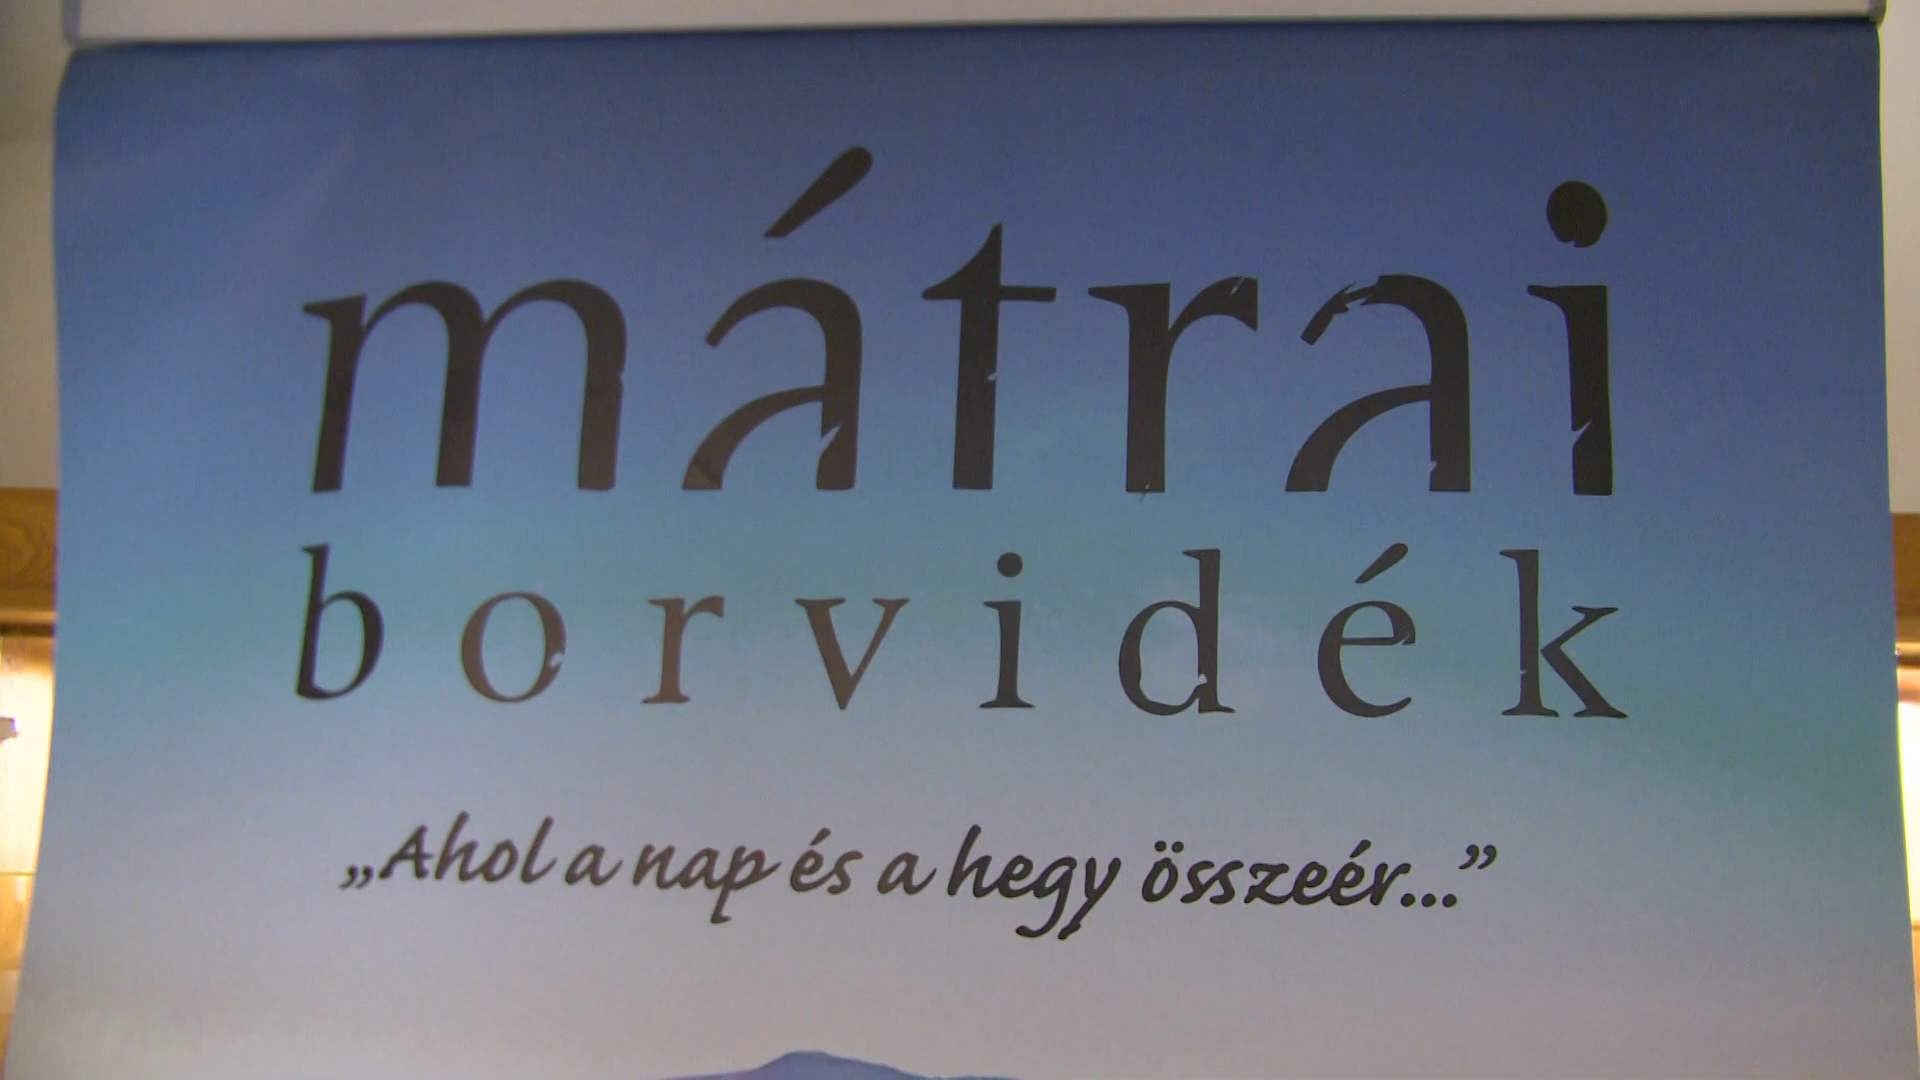 mátrai
borvidék
„Ahol a nap és a hegy összeér...”